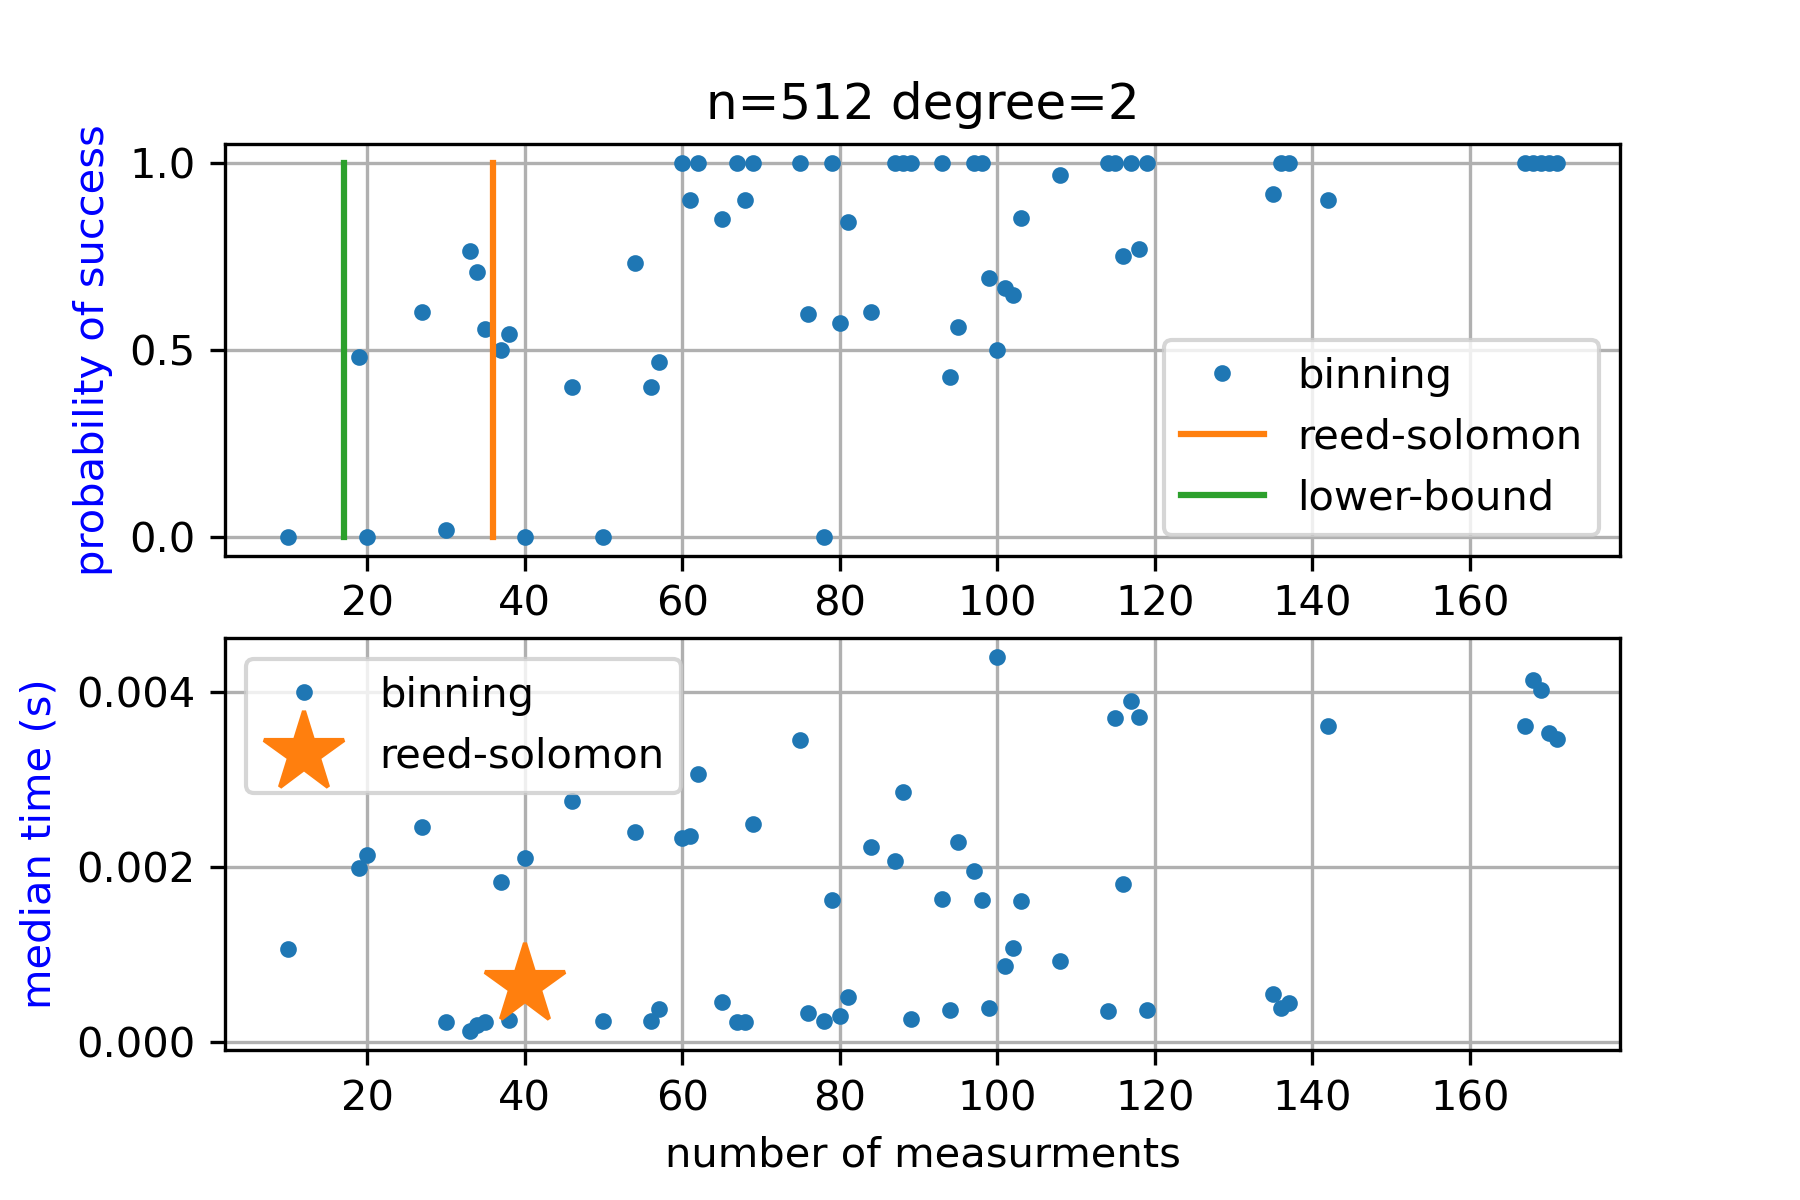 n=512 degree=2
probability of success
1.0
0.5
0.0
binning
reed-solomon
lower-bound
20 40 60 80 100 120 140 160
median time (s)
0.004
0.002
0.000
binning
reed-solomon
20 40 60 80 100 120 140 160
number of measurments